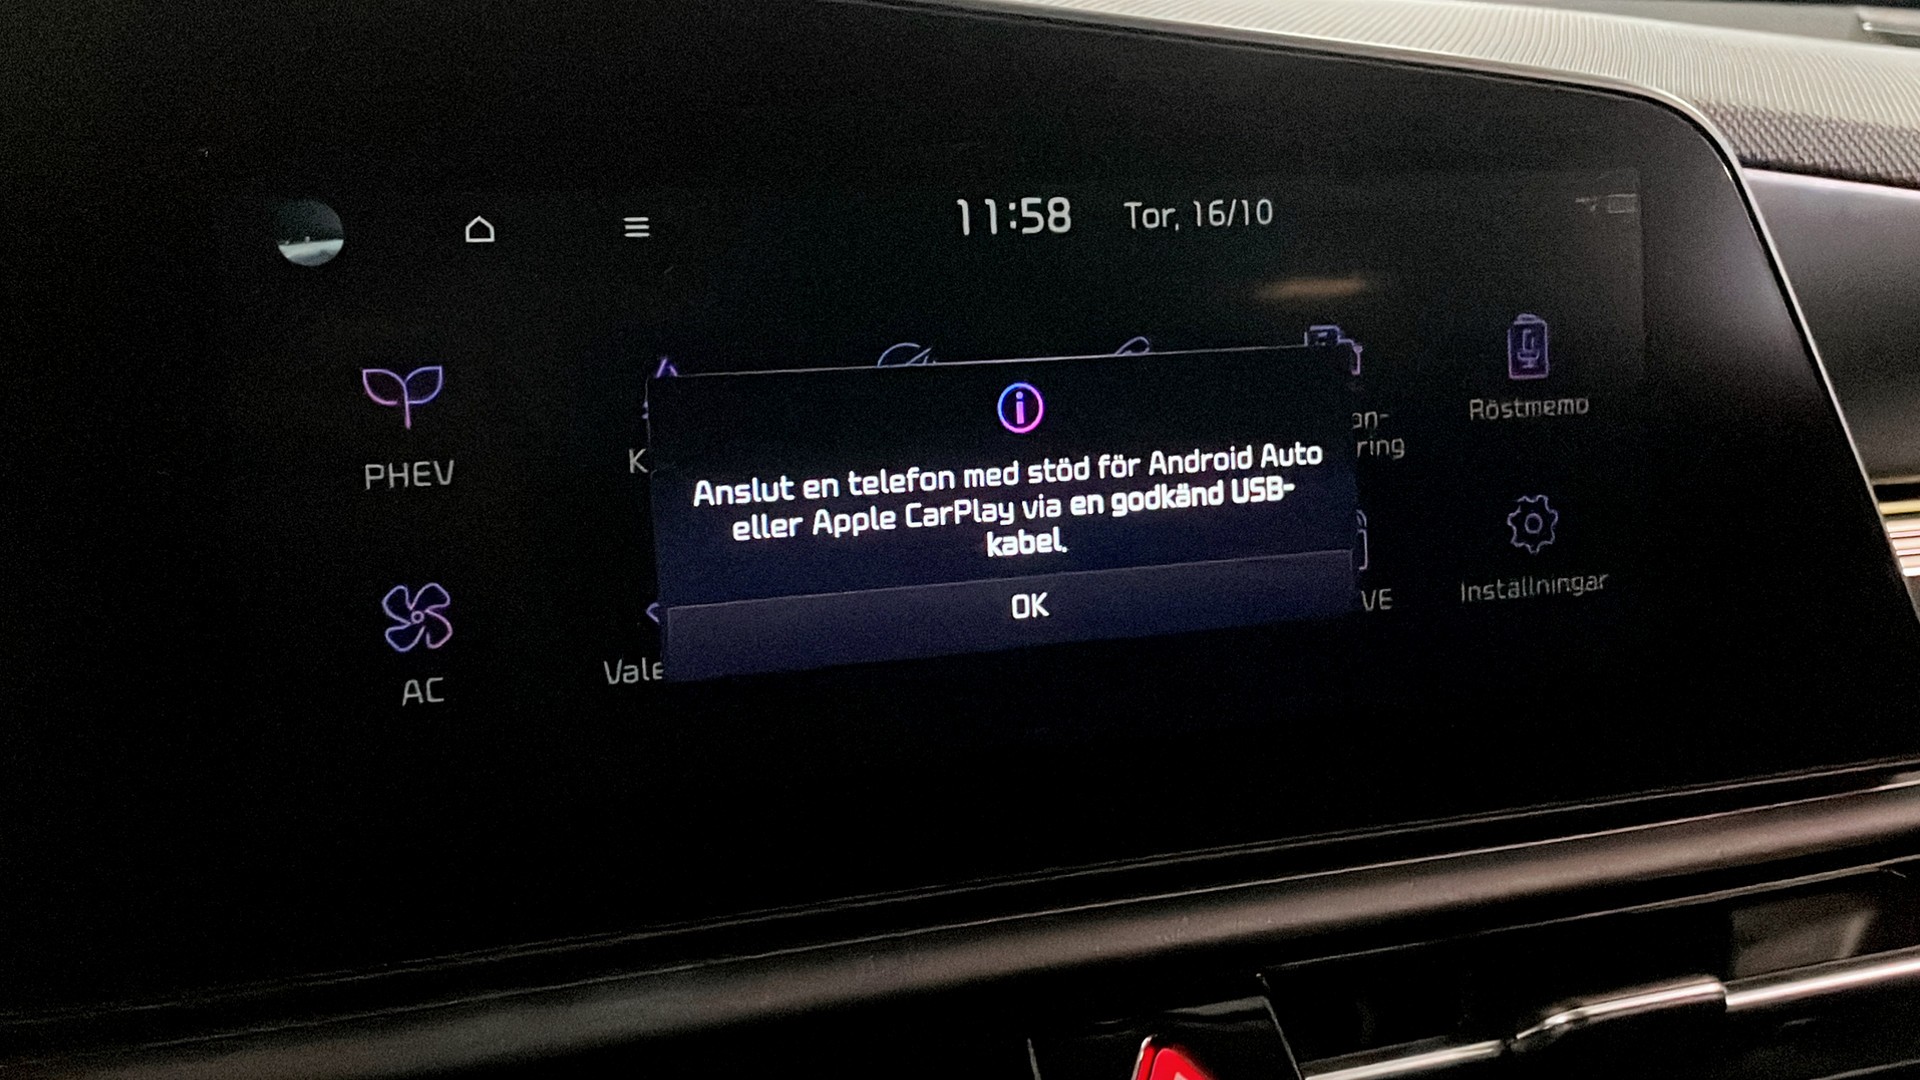 11:58 Tor, 16/10
PHEV
Röstmemo
Anslut en telefon med stöd för Android Auto
eller Apple CarPlay via en godkänd USB-
kabel.
OK
AC
Inställningar